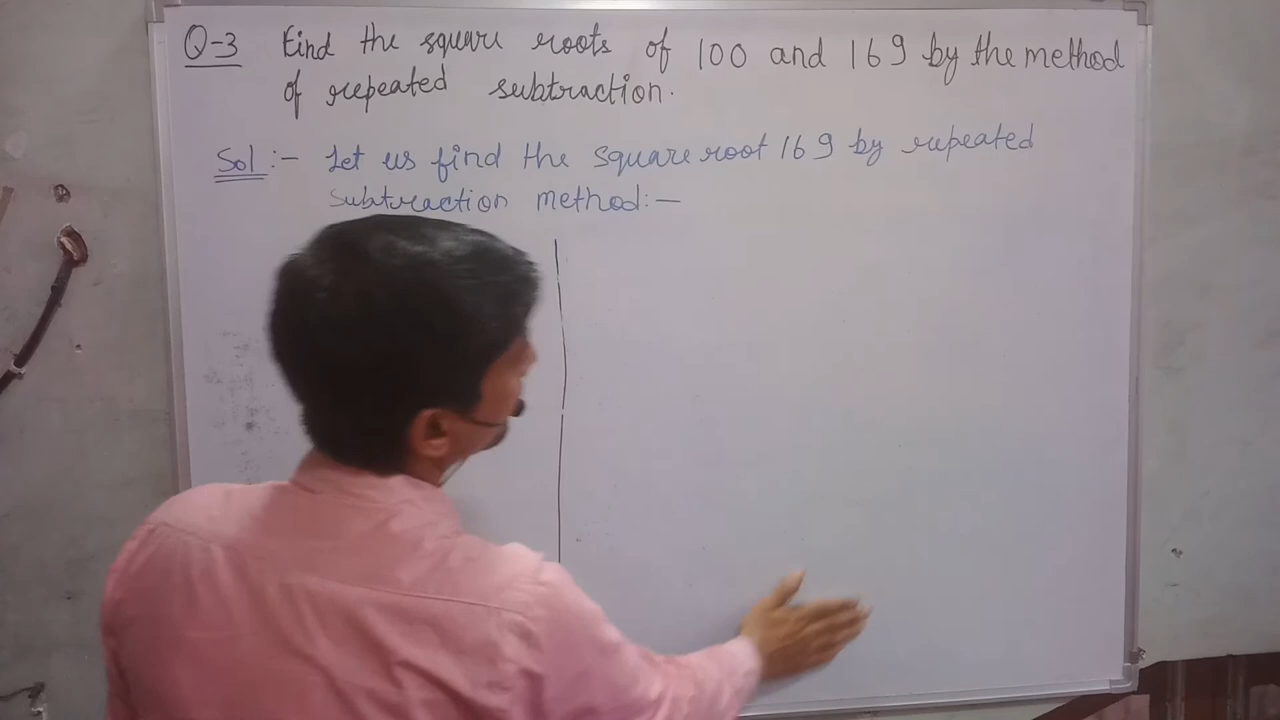 Q-3 Find the square roots of 100 and 169 by the method
of repeated subtraction.
Sol:- Let us find the square root 169 by repeated
subtraction method:-